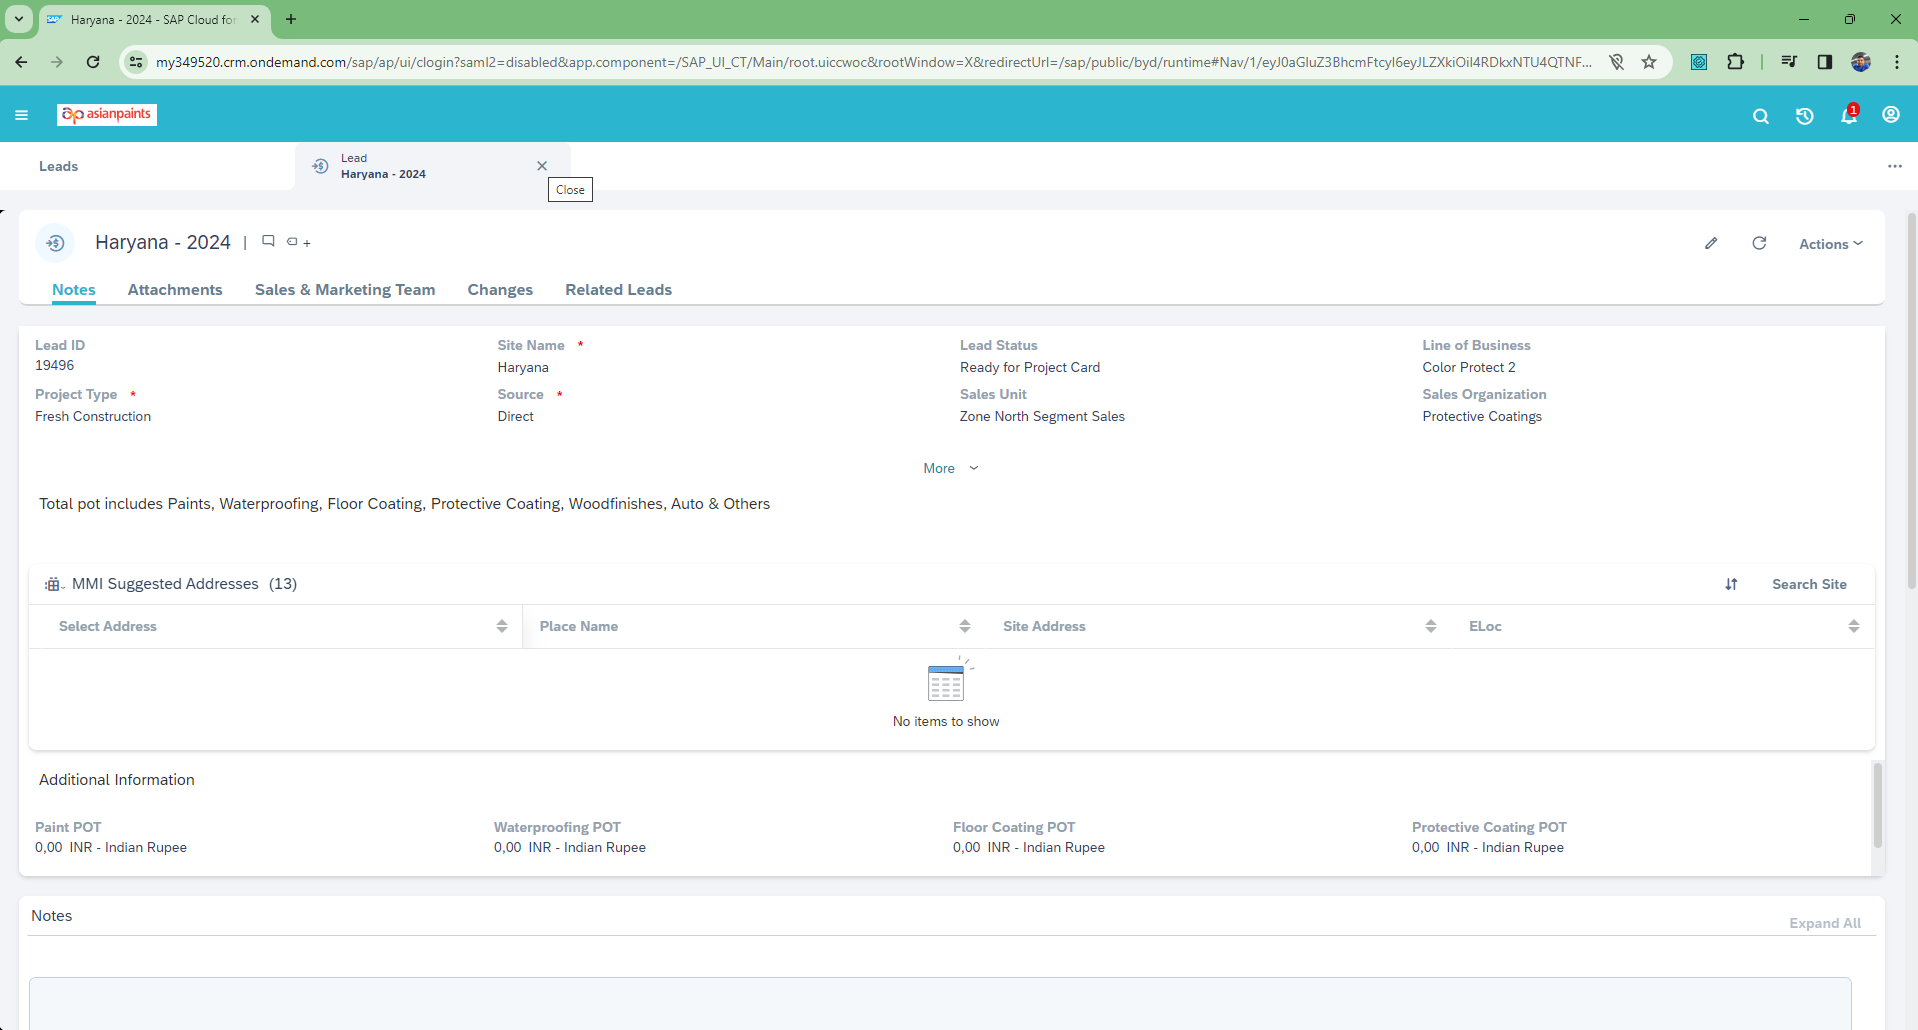 Haryana - 2024 - SAP Cloud for
my349520.crm.ondemand.com/sap/ap/ui/clogin?saml2=disabled&app.component=/SAP_UI_CT/Main/root.uiccwoc&rootWindow=X&redirectUrl=/sap/public/byd/runtime#Nav/1/eyJ0aGluZ3BhcmFtcyI6eyJLZXkiOiI4RDkxNTU4QTNF...
asianpaints
1
Leads
Lead
Haryana - 2024
Close
Haryana - 2024 | +
Actions
Notes Attachments Sales & Marketing Team Changes Related Leads
Lead ID Site Name * Lead Status Line of Business
19496 Haryana Ready for Project Card Color Protect 2
Project Type * Source * Sales Unit Sales Organization
Fresh Construction Direct Zone North Segment Sales Protective Coatings
More
Total pot includes Paints, Waterproofing, Floor Coating, Protective Coating, Woodfinishes, Auto & Others
MMI Suggested Addresses (13) Search Site
Select Address Place Name Site Address ELoc
No items to show
Additional Information
Paint POT Waterproofing POT Floor Coating POT Protective Coating POT
0,00 INR - Indian Rupee 0,00 INR - Indian Rupee 0,00 INR - Indian Rupee 0,00 INR - Indian Rupee
Notes
Expand All